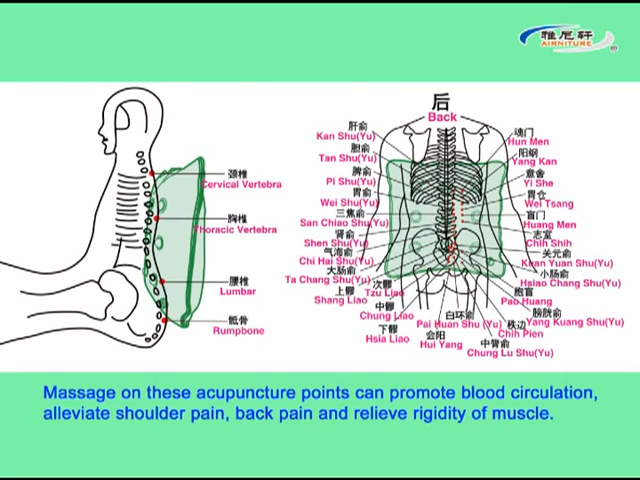 雅尼轩
AIRNITURE
®
后
Back
颈椎
Cervical Vertebra
胸椎
Thoracic Vertebra
腰椎
Lumbar
骶骨
Rumpbone
肝俞
Kan Shu(Yu)
胆俞
Tan Shu(Yu)
脾俞
Pi Shu(Yu)
胃俞
Wei Shu(Yu)
三焦俞
San Chiao Shu(Yu)
肾俞
Shen Shu(Yu)
气海俞
Chi Hai Shu(Yu)
大肠俞
Ta Chang Shu(Yu)
上髎
Shang Liao
次髎
Tzu Liao
中髎
Chung Liao
下髎
Hsia Liao
魂门
Hun Men
阳纲
Yang Kan
意舍
Yi She
胃仓
Wei Tsang
肓门
Huang Men
志室
Chih Shih
关元俞
Kuan Yuan Shu(Yu)
小肠俞
Hsiao Chang Shu(Yu)
胞肓
Pao Huang
膀胱俞
Yang Kuang Shu(Yu)
秩边
Chih Pien
中膂俞
Chung Lu Shu(Yu)
白环俞
Pai Huan Shu (Yu)
会阳
Hui Yang
Massage on these acupuncture points can promote blood circulation,
alleviate shoulder pain, back pain and relieve rigidity of muscle.